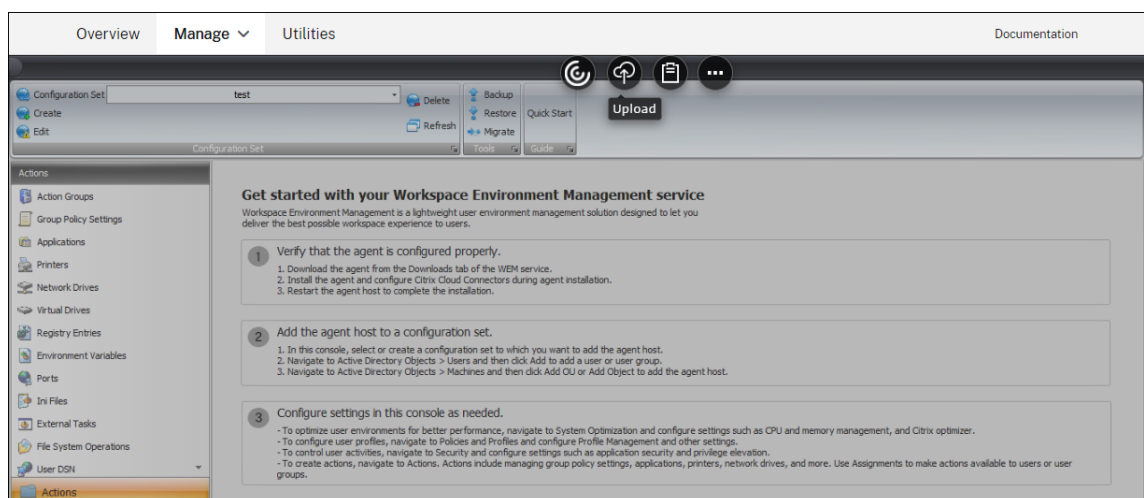 Overview Manage Utilities Documentation
Configuration Set test Delete Backup
Create Restore Quick Start Upload
Edit Refresh Migrate
Configuration Set Tools Guide
Actions
Action Groups
Group Policy Settings
Applications
Printers
Network Drives
Virtual Drives
Registry Entries
Environment Variables
Ports
Ini Files
External Tasks
File System Operations
User DSN
Actions
Get started with your Workspace Environment Management service
Workspace Environment Management is a lightweight user environment management solution designed to let you
deliver the best possible workspace experience to users.
1 Verify that the agent is configured properly.
1. Download the agent from the Downloads tab of the WEM service.
2. Install the agent and configure Citrix Cloud Connectors during agent installation.
3. Restart the agent host to complete the installation.
2 Add the agent host to a configuration set.
1. In this console, select or create a configuration set to which you want to add the agent host.
2. Navigate to Active Directory Objects > Users and then click Add to add a user or user group.
3. Navigate to Active Directory Objects > Machines and then click Add OU or Add Object to add the agent host.
3 Configure settings in this console as needed.
- To optimize user environments for better performance, navigate to System Optimization and configure settings such as CPU and memory management, and Citrix optimizer.
- To configure user profiles, navigate to Policies and Profiles and configure Profile Management and other settings.
- To control user activities, navigate to Security and configure settings such as application security and privilege elevation.
- To create actions, navigate to Actions. Actions include managing group policy settings, applications, printers, network drives, and more. Use Assignments to make actions available to users or user
groups.